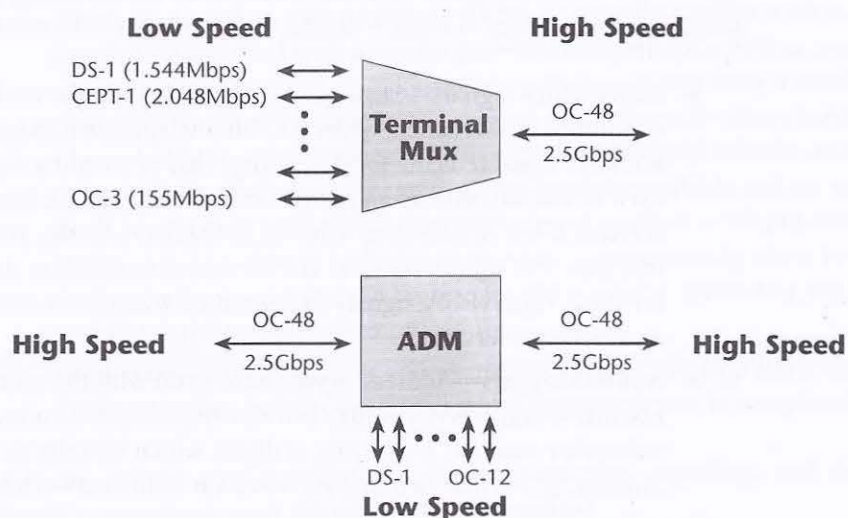 Low Speed
High Speed
DS-1 (1.544Mbps)
CEPT-1 (2.048Mbps)
OC-3 (155Mbps)
Terminal
Mux
OC-48
2.5Gbps
High Speed
OC-48
2.5Gbps
ADM
OC-48
2.5Gbps
High Speed
DS-1
OC-12
Low Speed